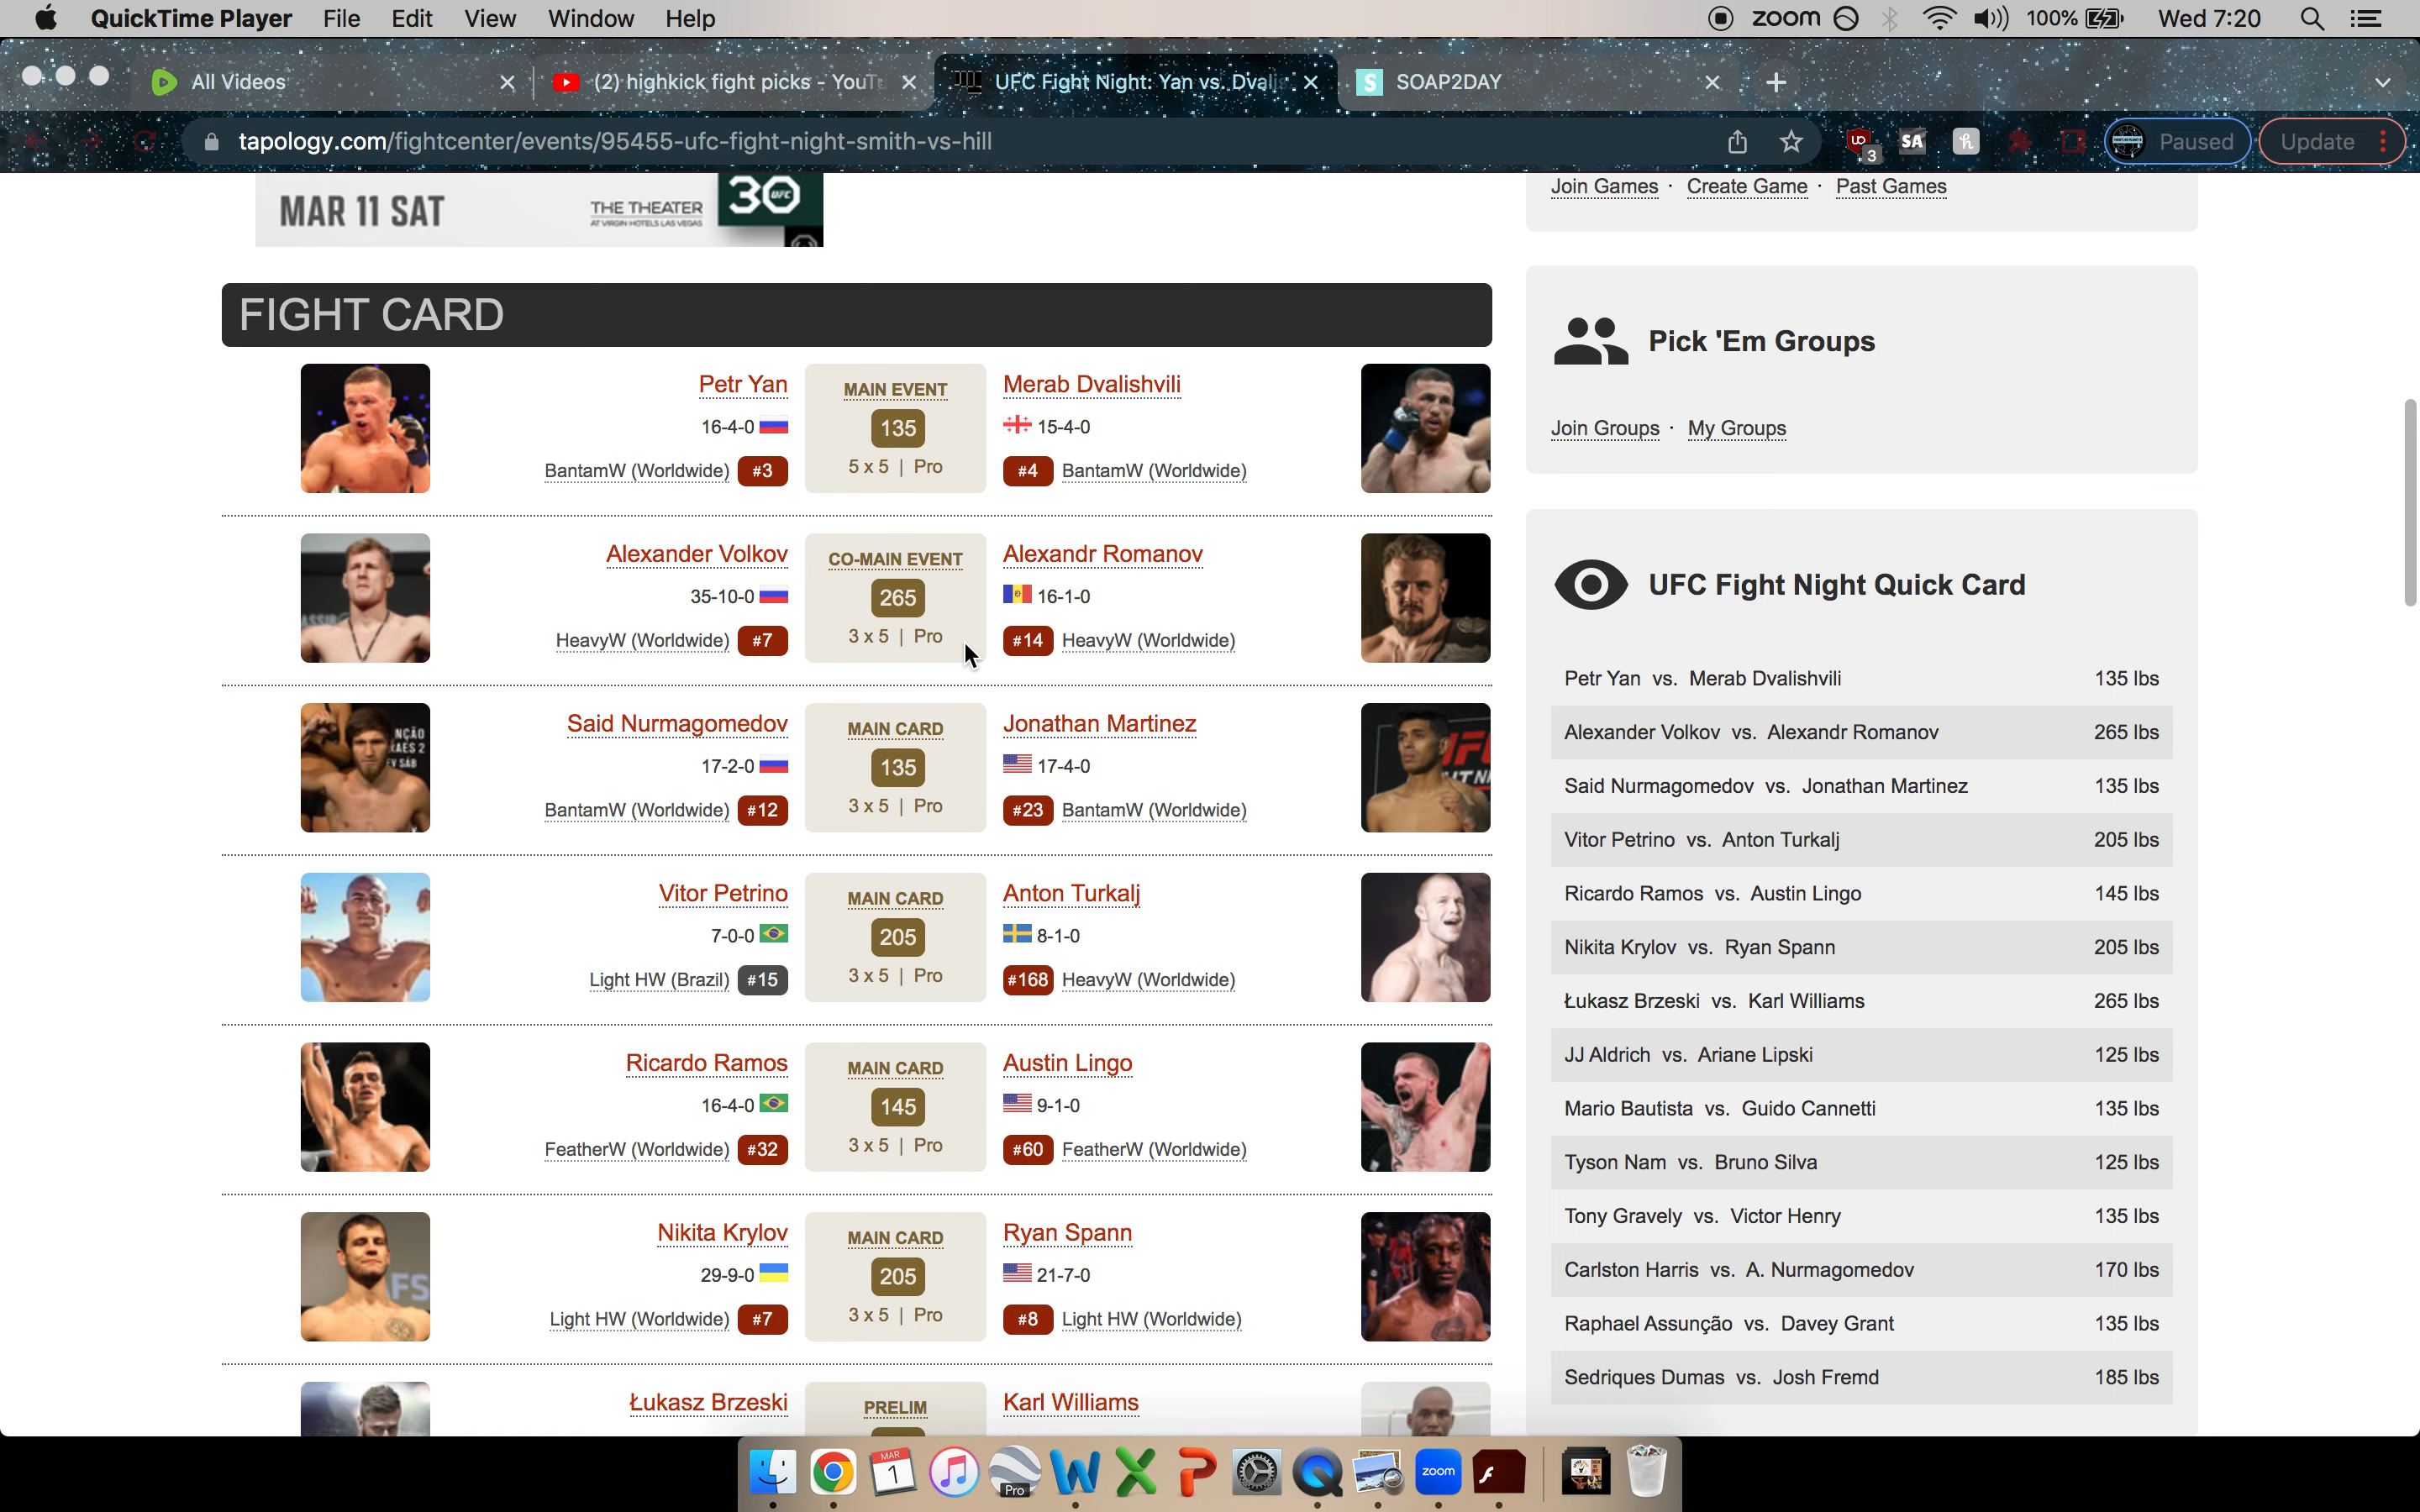 QuickTime Player File Edit View Window Help zoom 100% Wed 7:20
All Videos (2) highkick fight picks - YouTu UFC Fight Night: Yan vs. Dvalis SOAP2DAY
tapology.com/fightcenter/events/95455-ufc-fight-night-smith-vs-hill 3 SA Paused Update
MAR 11 SAT THE THEATER 30 UFC
AT VIRGIN HOTELS LAS VEGAS
Join Games · Create Game · Past Games
FIGHT CARD
Petr Yan MAIN EVENT Merab Dvalishvili
16-4-0 135 15-4-0
BantamW (Worldwide) #3 5 x 5 | Pro #4 BantamW (Worldwide)
Alexander Volkov CO-MAIN EVENT Alexandr Romanov
35-10-0 265 16-1-0
HeavyW (Worldwide) #7 3 x 5 | Pro #14 HeavyW (Worldwide)
Said Nurmagomedov MAIN CARD Jonathan Martinez
17-2-0 135 17-4-0
BantamW (Worldwide) #12 3 x 5 | Pro #23 BantamW (Worldwide)
Vitor Petrino MAIN CARD Anton Turkalj
7-0-0 205 8-1-0
Light HW (Brazil) #15 3 x 5 | Pro #168 HeavyW (Worldwide)
Ricardo Ramos MAIN CARD Austin Lingo
16-4-0 145 9-1-0
FeatherW (Worldwide) #32 3 x 5 | Pro #60 FeatherW (Worldwide)
Nikita Krylov MAIN CARD Ryan Spann
29-9-0 205 21-7-0
Light HW (Worldwide) #7 3 x 5 | Pro #8 Light HW (Worldwide)
Łukasz Brzeski PRELIM Karl Williams
Pick 'Em Groups
Join Groups · My Groups
UFC Fight Night Quick Card
Petr Yan vs. Merab Dvalishvili 135 lbs
Alexander Volkov vs. Alexandr Romanov 265 lbs
Said Nurmagomedov vs. Jonathan Martinez 135 lbs
Vitor Petrino vs. Anton Turkalj 205 lbs
Ricardo Ramos vs. Austin Lingo 145 lbs
Nikita Krylov vs. Ryan Spann 205 lbs
Łukasz Brzeski vs. Karl Williams 265 lbs
JJ Aldrich vs. Ariane Lipski 125 lbs
Mario Bautista vs. Guido Cannetti 135 lbs
Tyson Nam vs. Bruno Silva 125 lbs
Tony Gravely vs. Victor Henry 135 lbs
Carlston Harris vs. A. Nurmagomedov 170 lbs
Raphael Assunção vs. Davey Grant 135 lbs
Sedriques Dumas vs. Josh Fremd 185 lbs
MAR
1
Pro
zoom